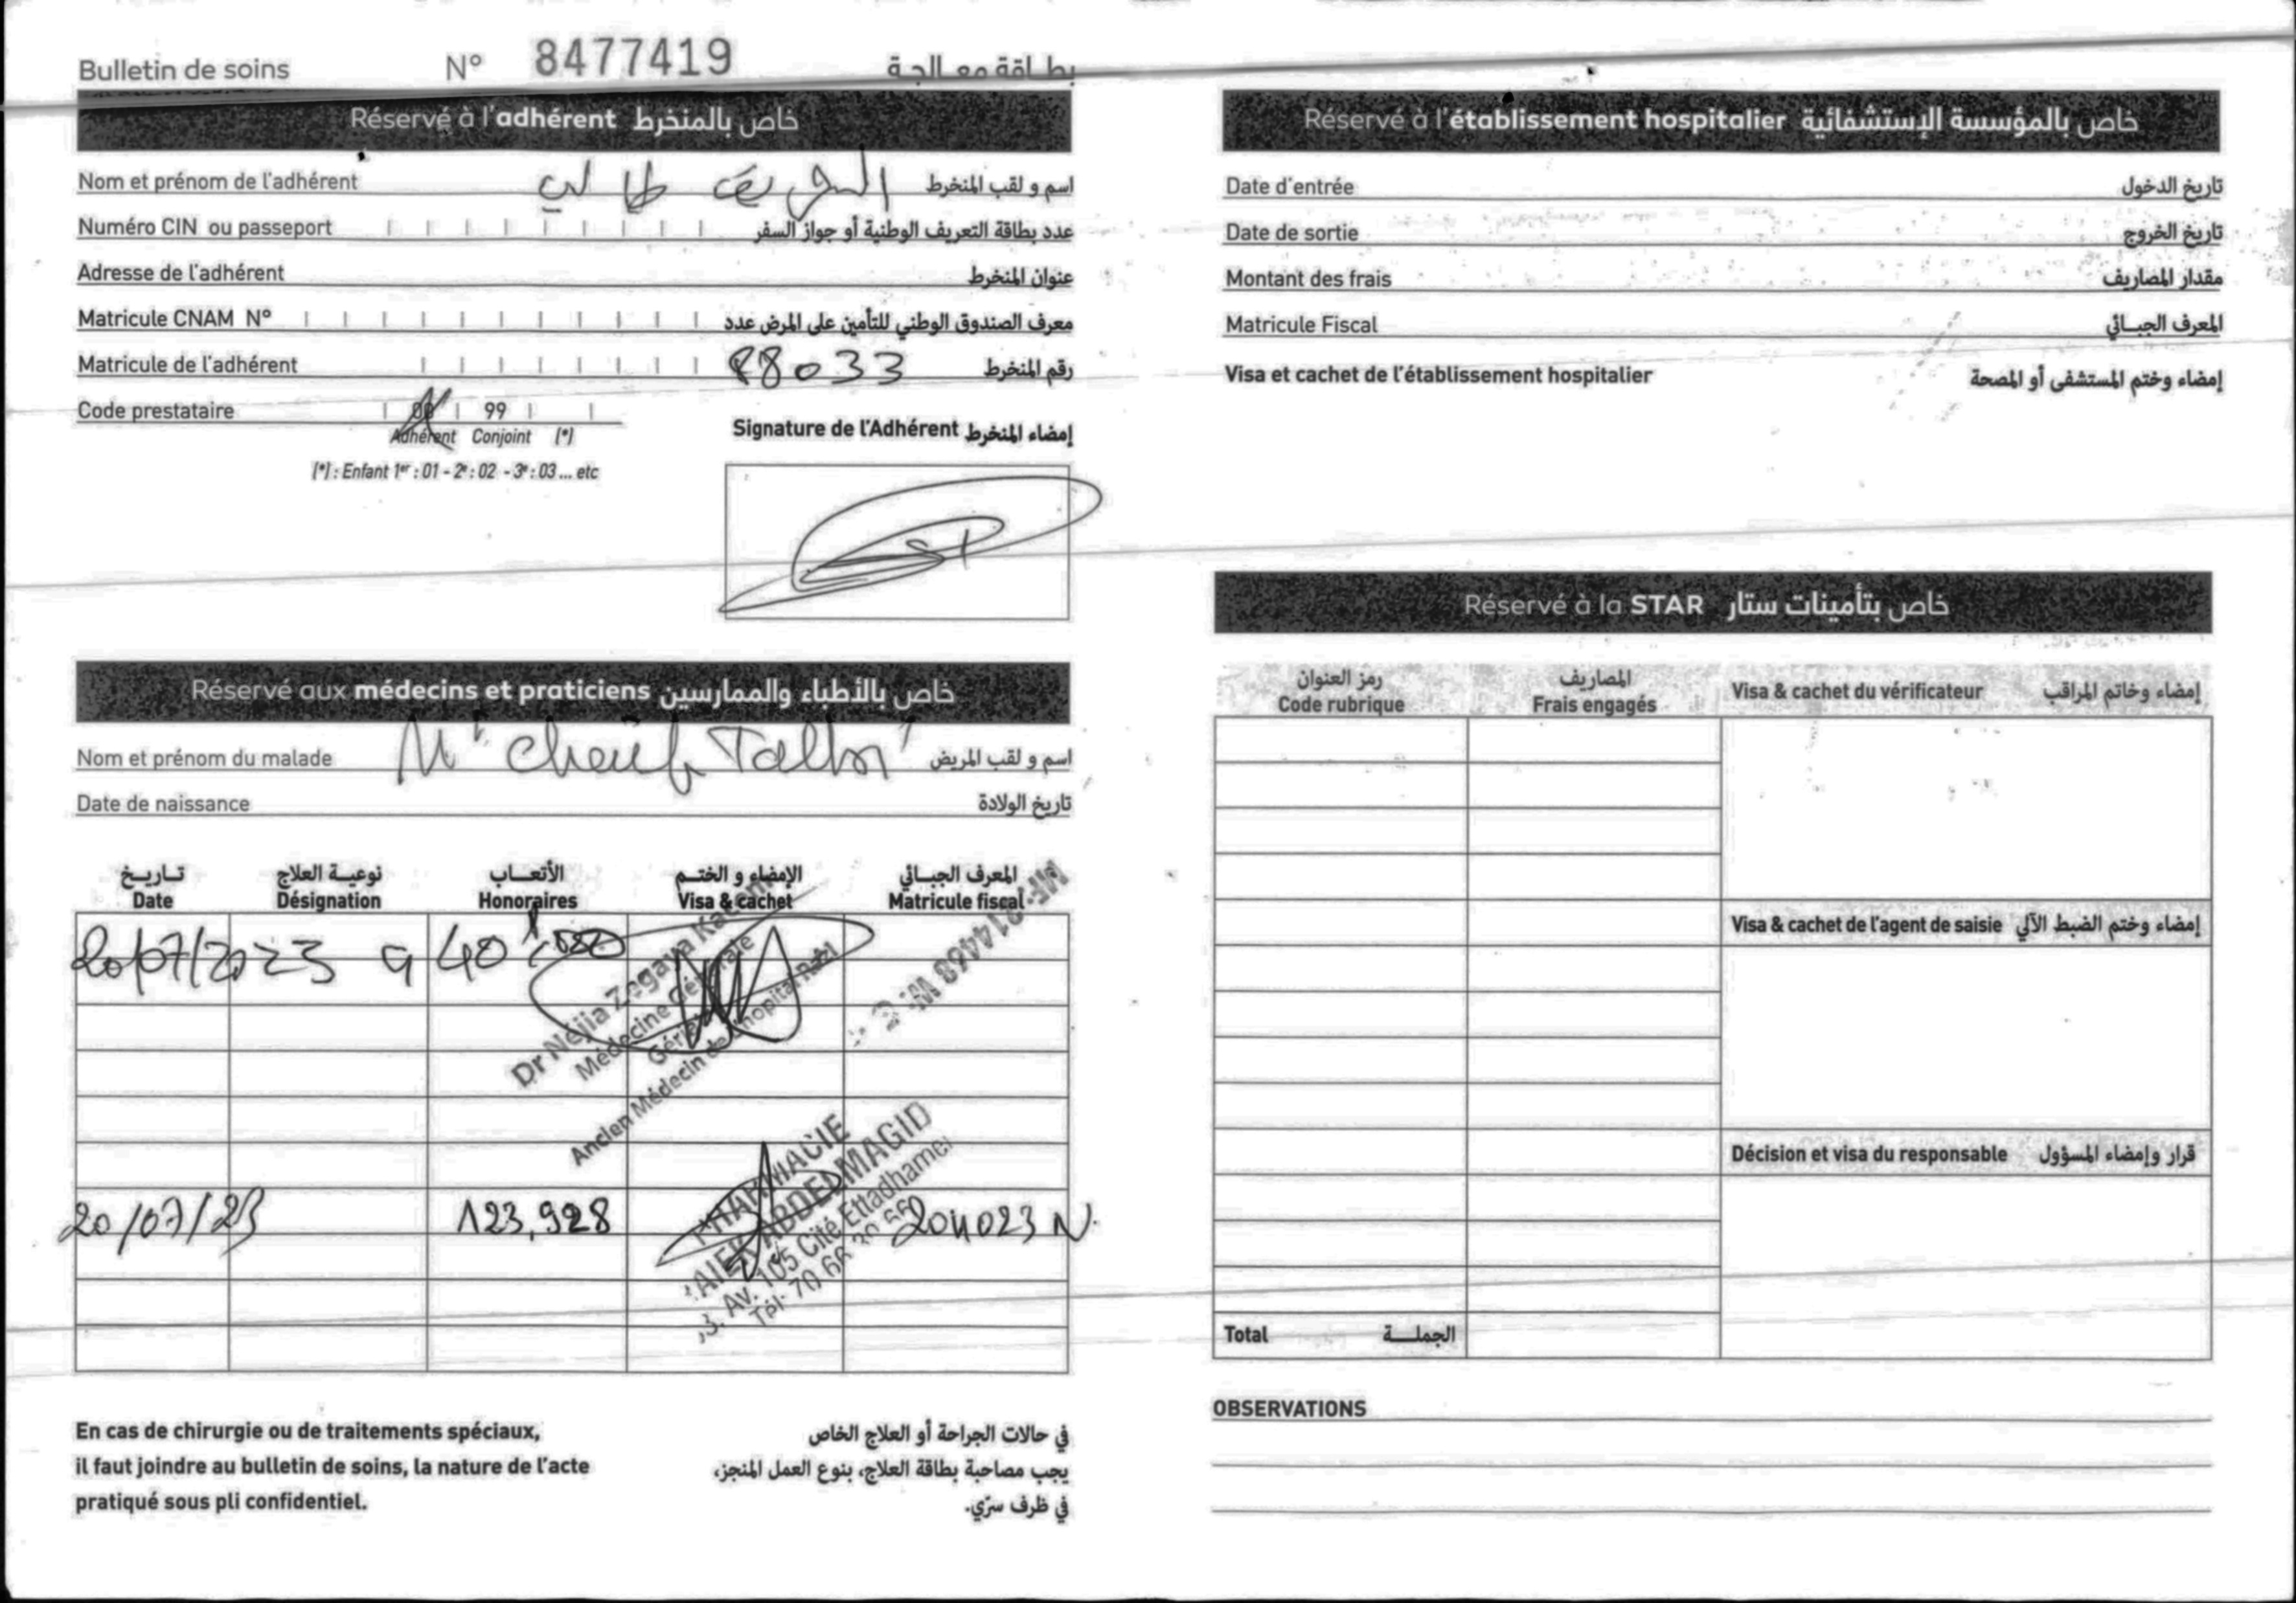 Bulletin de soins N° 8477419 بطاقة معالجة
Réservé à l'adhérent خاص بالمنخرط
Nom et prénom de l'adhérent الشريف طالبي اسم و لقب المنخرط
Numéro CIN ou passeport عدد بطاقة التعريف الوطنية أو جواز السفر
Adresse de l'adhérent عنوان المنخرط
Matricule CNAM N° معرف الصندوق الوطني للتأمين على المرض عدد
Matricule de l'adhérent 88033 رقم المنخرط
Code prestataire 00 99
Adhérent Conjoint (*)
(*) : Enfant 1er : 01 - 2e : 02 - 3e : 03 ... etc
Signature de l'Adhérent إمضاء المنخرط
Réservé aux médecins et praticiens خاص بالأطباء والممارسين
Nom et prénom du malade Mr Cherif Talbi اسم و لقب المريض
Date de naissance تاريخ الولادة
تاريخ نوعية العلاج الأتعاب الإمضاء و الختم المعرف الجبائي
Date Désignation Honoraires Visa & cachet Matricule fiscal
20/07/2023 9 40,000
Dr Néjia Zegaya
Médecine Générale
Ancien Médecin de l'hopital Razi
20/07/23 123,928 204023 N.
PHARMACIE
ABDELMAGID
Av. 105 Cité Ettadhamen
Tél: 70 66
En cas de chirurgie ou de traitements spéciaux,
il faut joindre au bulletin de soins, la nature de l'acte
pratiqué sous pli confidentiel.
في حالات الجراحة أو العلاج الخاص
يجب مصاحبة بطاقة العلاج، بنوع العمل المنجز،
في ظرف سرّي.
Réservé à l'établissement hospitalier خاص بالمؤسسة الإستشفائية
Date d'entrée تاريخ الدخول
Date de sortie تاريخ الخروج
Montant des frais مقدار المصاريف
Matricule Fiscal المعرف الجبائي
Visa et cachet de l'établissement hospitalier إمضاء وختم المستشفى أو المصحة
Réservé à la STAR خاص بتأمينات ستار
رمز العنوان المصاريف
Code rubrique Frais engagés Visa & cachet du vérificateur إمضاء وخاتم المراقب
Visa & cachet de l'agent de saisie إمضاء وختم الضبط الآلي
Décision et visa du responsable قرار وإمضاء المسؤول
Total الجملة
OBSERVATIONS